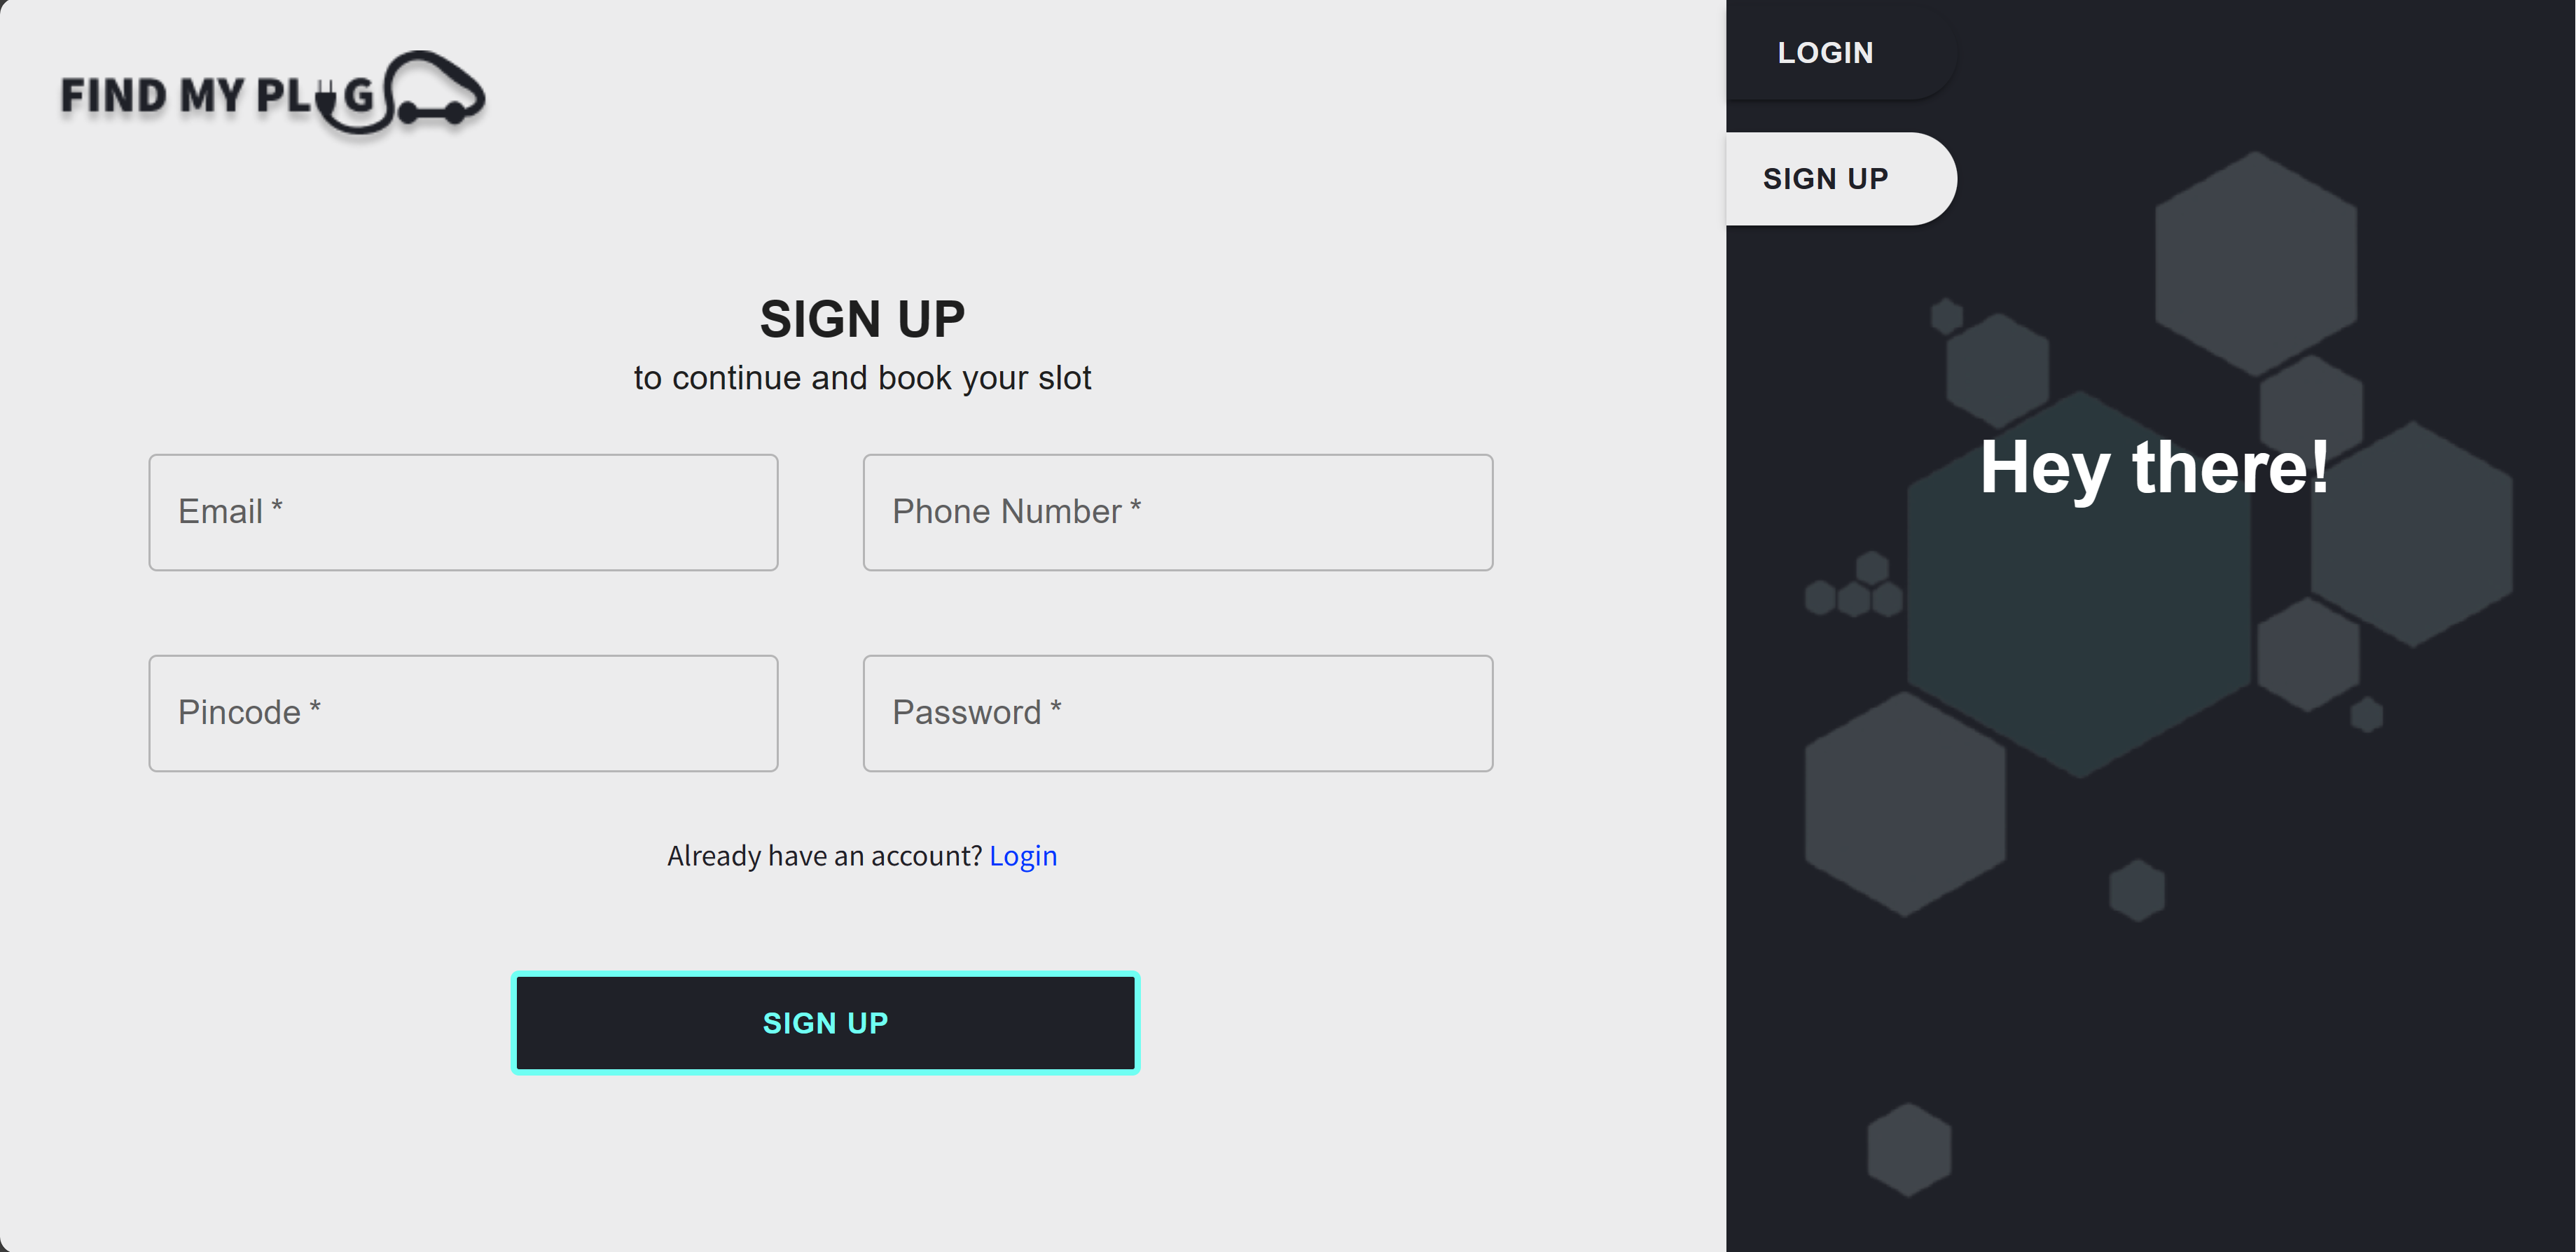 FIND MY PLUG
LOGIN
SIGN UP
SIGN UP
to continue and book your slot
Email *
Phone Number *
Pincode *
Password *
Already have an account? Login
SIGN UP
Hey there!